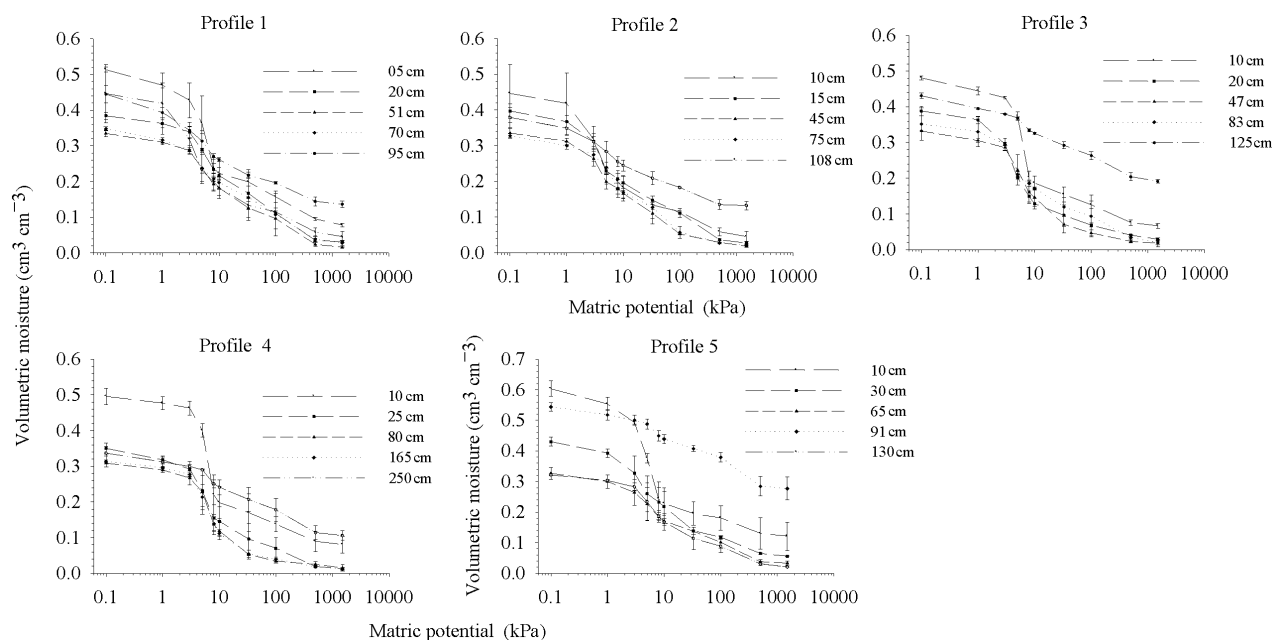 Profile 1
0.6
0.5
0.4
0.3
0.2
0.1
0.0
0.1 1 10 100 1000 10000
05 cm
20 cm
51 cm
70 cm
95 cm
Profile 2
0.6
0.5
0.4
0.3
0.2
0.1
0.0
0.1 1 10 100 1000 10000
10 cm
15 cm
45 cm
75 cm
108 cm
Matric potential (kPa)
Profile 3
0.6
0.5
0.4
0.3
0.2
0.1
0.0
0.1 1 10 100 1000 10000
10 cm
20 cm
47 cm
83 cm
125 cm
Volumetric moisture (cm³ cm⁻³)
Profile 4
0.6
0.5
0.4
0.3
0.2
0.1
0.0
0.1 1 10 100 1000 10000
10 cm
25 cm
80 cm
165 cm
250 cm
Matric potential (kPa)
Volumetric moisture (cm³ cm⁻³)
Profile 5
0.7
0.6
0.5
0.4
0.3
0.2
0.1
0.0
0.1 1 10 100 1000 10000
10 cm
30 cm
65 cm
91 cm
130 cm